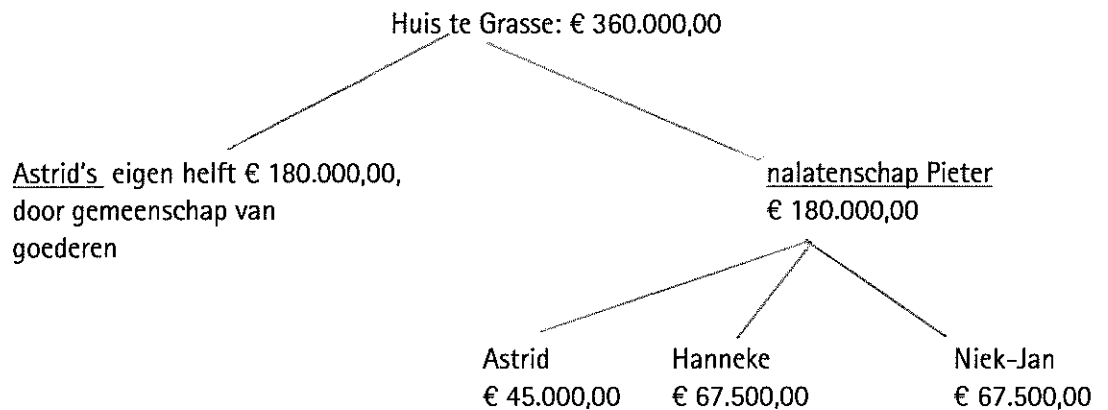 Huis te Grasse: € 360.000,00
Astrid's eigen helft € 180.000,00,
door gemeenschap van
goederen
nalatenschap Pieter
€ 180.000,00
Astrid
€ 45.000,00
Hanneke
€ 67.500,00
Niek-Jan
€ 67.500,00